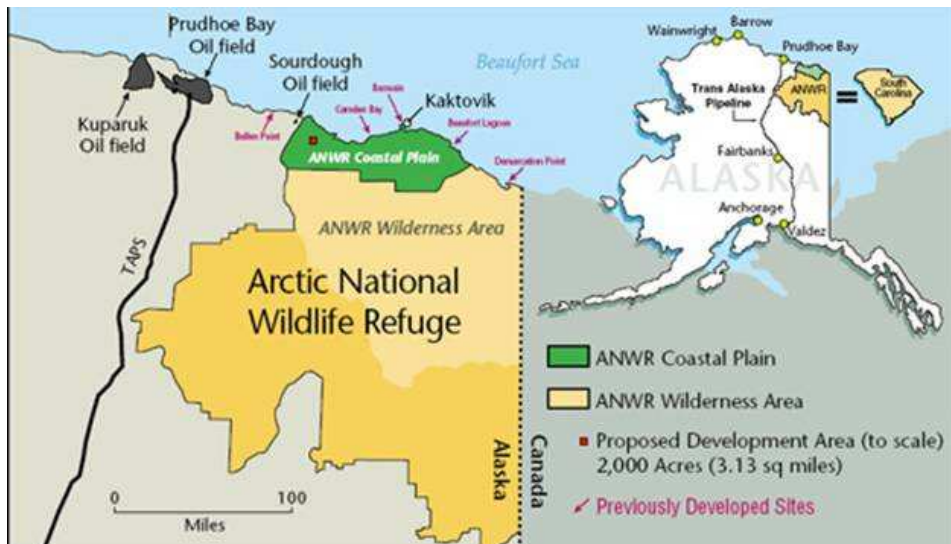 Prudhoe Bay
Oil field
Sourdough
Oil field
Beaufort Sea
Barrow
Wainwright
Prudhoe Bay
South
Carolina
ANWR
=
Trans Alaska
Pipeline
Kaktovik
Camden Bay
Beaufort Lagoon
Bullen Point
Demarcation Point
Kuparuk
Oil field
ANWR Coastal Plain
Fairbanks
ALASKA
ANWR Wilderness Area
Anchorage
Valdez
TAPS
Arctic National
Wildlife Refuge
ANWR Coastal Plain
ANWR Wilderness Area
Proposed Development Area (to scale)
2,000 Acres (3.13 sq miles)
Previously Developed Sites
Alaska
Canada
0 100
Miles